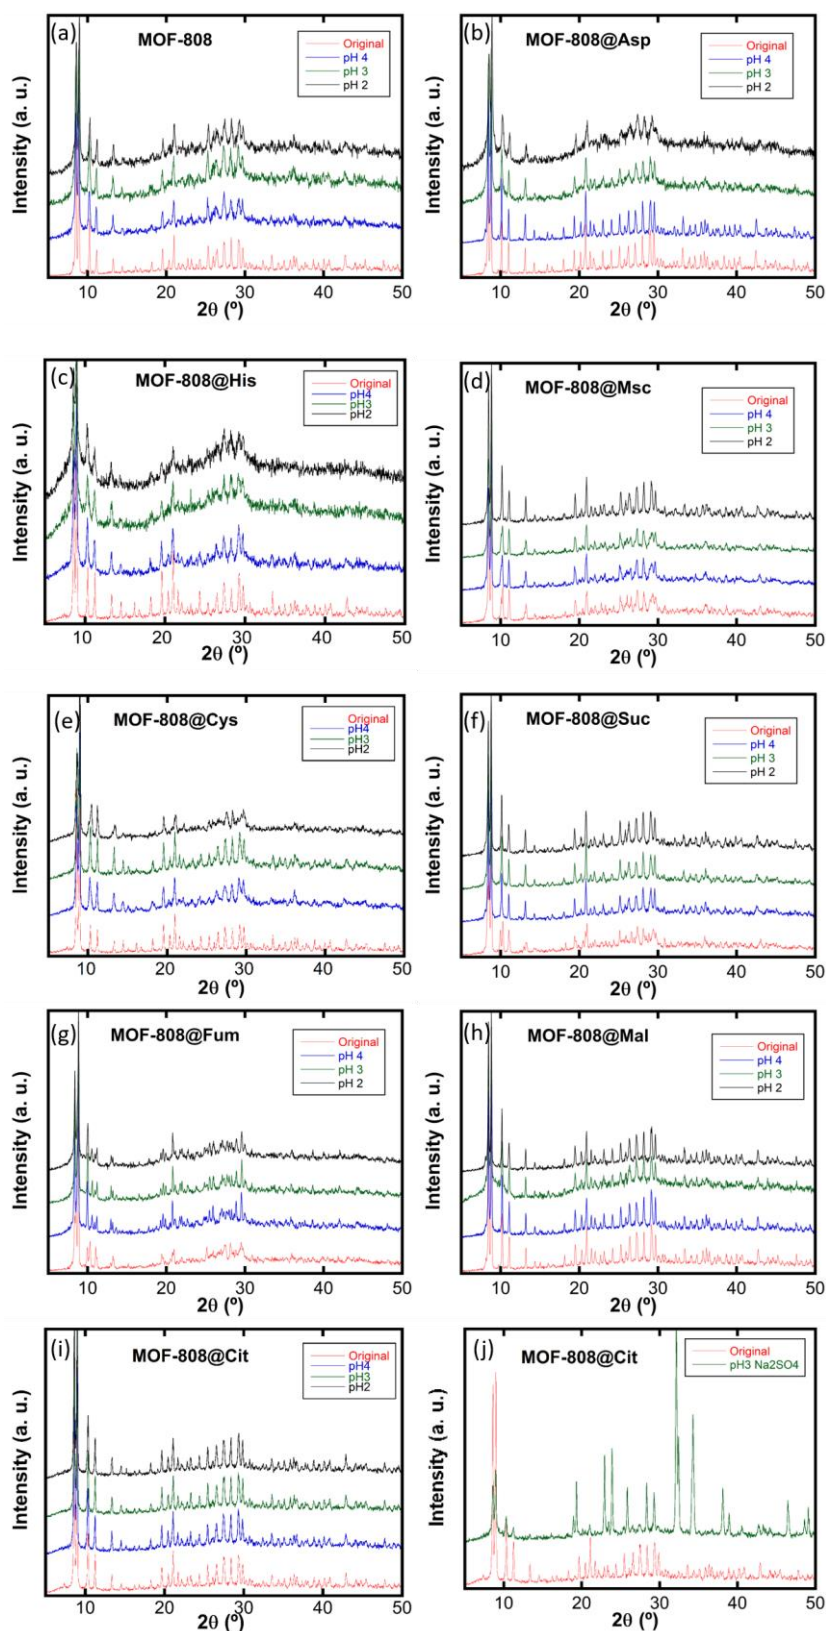 (a) MOF-808
Original
pH 4
pH 3
pH 2
Intensity (a. u.)
10 20 30 40 50
2θ (º)
(b) MOF-808@Asp
Original
pH 4
pH 3
pH 2
Intensity (a. u.)
10 20 30 40 50
2θ (º)
(c) MOF-808@His
Original
pH4
pH3
pH2
Intensity (a. u.)
10 20 30 40 50
2θ (º)
(d) MOF-808@Msc
Original
pH 4
pH 3
pH 2
Intensity (a. u.)
10 20 30 40 50
2θ (º)
(e) MOF-808@Cys
Original
pH4
pH3
pH2
Intensity (a. u.)
10 20 30 40 50
2θ (º)
(f) MOF-808@Suc
Original
pH 4
pH 3
pH 2
Intensity (a. u.)
10 20 30 40 50
2θ (º)
(g) MOF-808@Fum
Original
pH 4
pH 3
pH 2
Intensity (a. u.)
10 20 30 40 50
2θ (º)
(h) MOF-808@Mal
Original
pH 4
pH 3
pH 2
Intensity (a. u.)
10 20 30 40 50
2θ (º)
(i) MOF-808@Cit
Original
pH4
pH3
pH2
Intensity (a. u.)
10 20 30 40 50
2θ (º)
(j) MOF-808@Cit
Original
pH3 Na2SO4
Intensity (a. u.)
10 20 30 40 50
2θ (º)